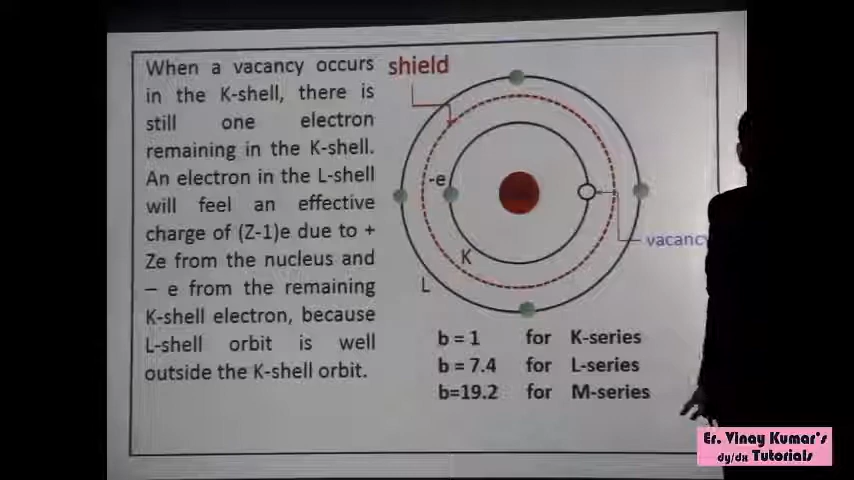 When a vacancy occurs
in the K-shell, there is
still one electron
remaining in the K-shell.
An electron in the L-shell
will feel an effective
charge of (Z-1)e due to +
Ze from the nucleus and
– e from the remaining
K-shell electron, because
L-shell orbit is well
outside the K-shell orbit.
shield
-e
K
L
vacancy
b = 1 for K-series
b = 7.4 for L-series
b=19.2 for M-series
Er. Vinay Kumar's
dy/dx Tutorials